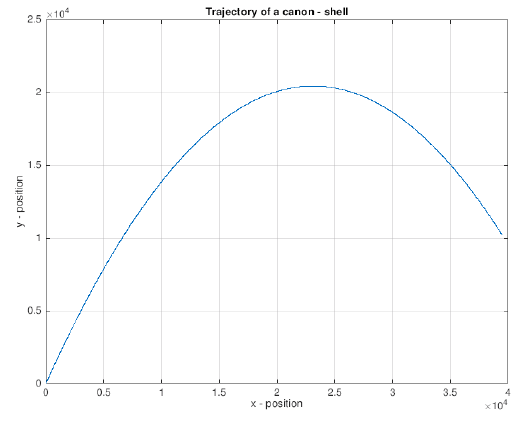 ×10⁴
Trajectory of a canon - shell
2.5
2
1.5
1
0.5
0
y - position
0 0.5 1 1.5 2 2.5 3 3.5 4
x - position
×10⁴